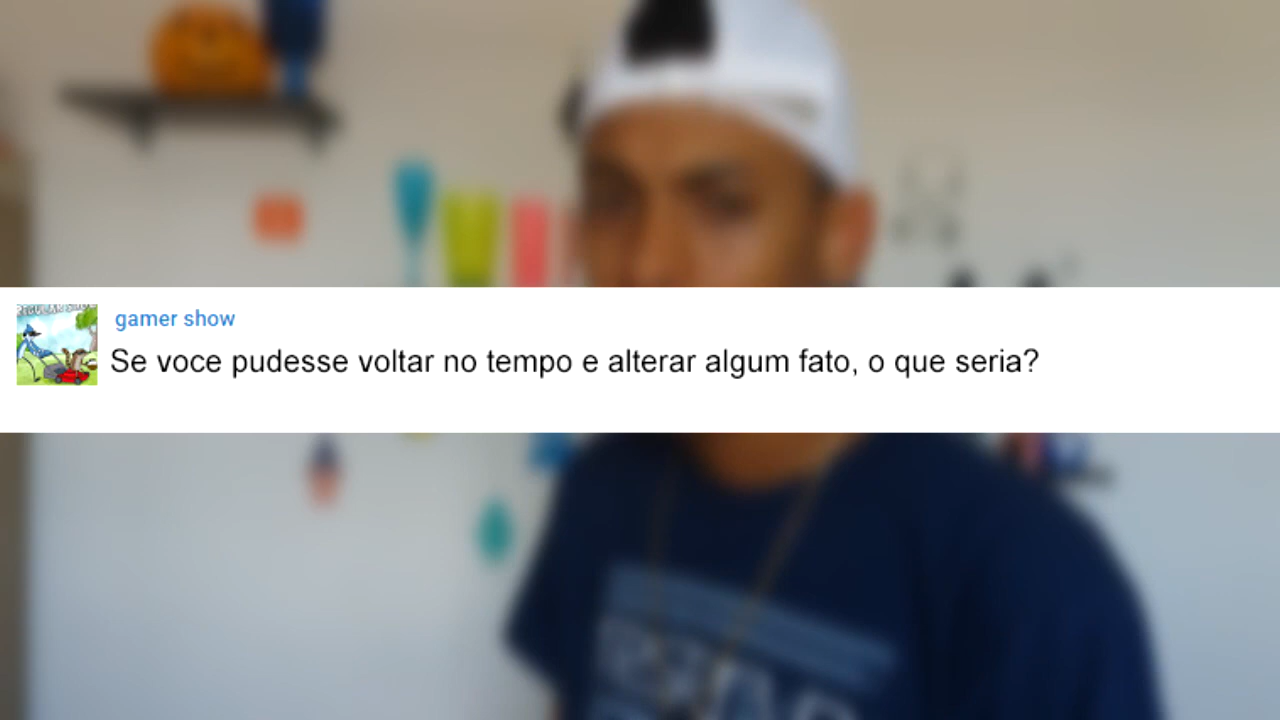 gamer show
Se voce pudesse voltar no tempo e alterar algum fato, o que seria?